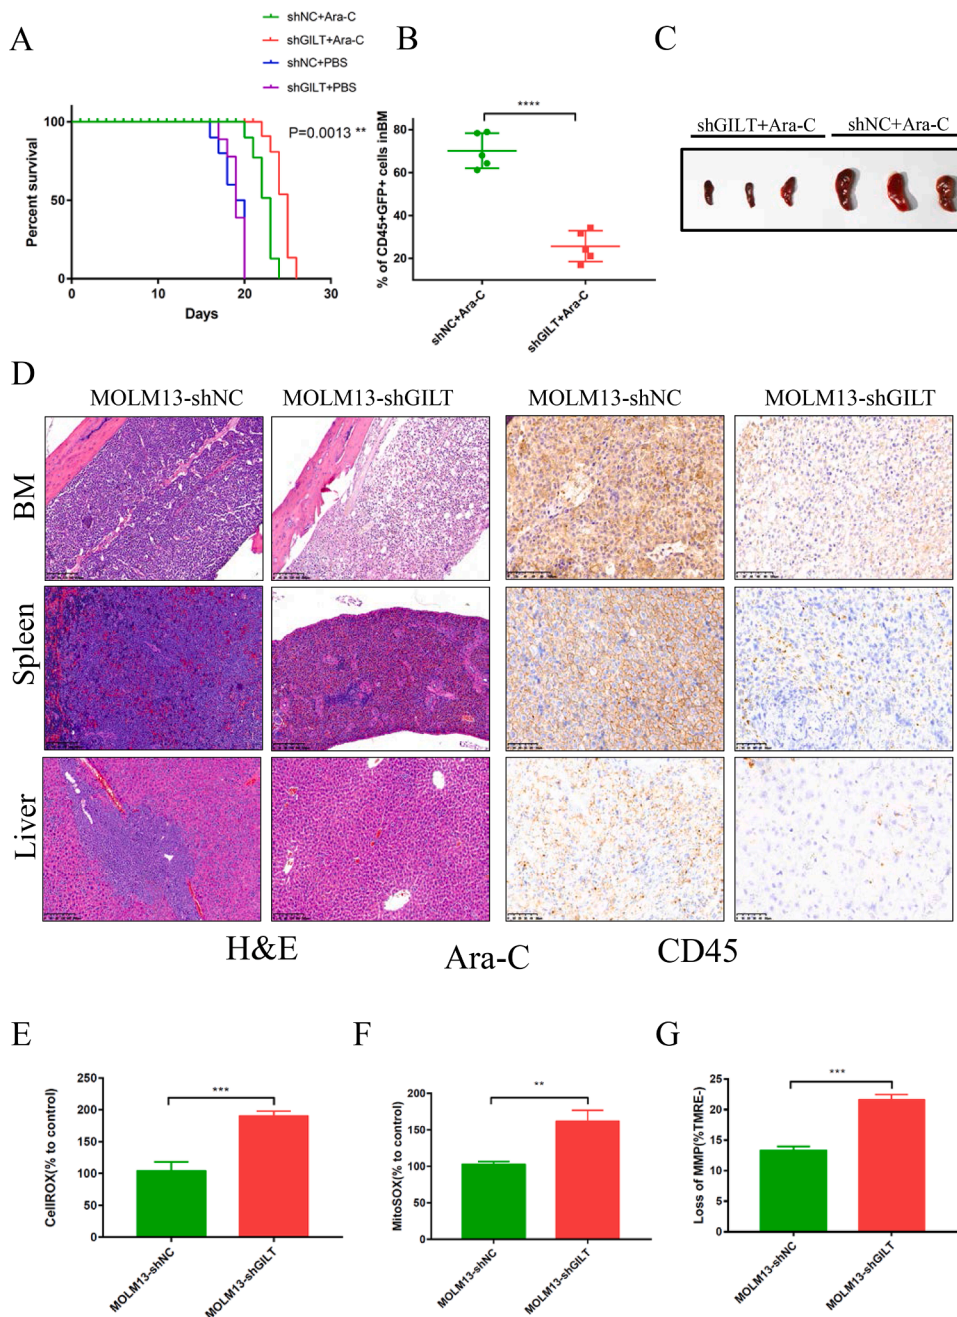 A
shNC+Ara-C
shGILT+Ara-C
shNC+PBS
shGILT+PBS
P=0.0013 **
Percent survival
100
50
0
0
10
20
30
Days
B
****
% of CD45+GFP+ cells inBM
80
60
40
20
shNC+Ara-C
shGILT+Ara-C
C
shGILT+Ara-C
shNC+Ara-C
D
MOLM13-shNC
MOLM13-shGILT
MOLM13-shNC
MOLM13-shGILT
BM
Spleen
Liver
H&E
Ara-C
CD45
E
***
CellROX(% to control)
250
200
150
100
50
0
MOLM13-shNC
MOLM13-shGILT
F
**
MitoSOX(% to control)
200
150
100
50
0
MOLM13-shNC
MOLM13-shGILT
G
***
Loss of MMP(%TMRE-)
25
20
15
10
5
0
MOLM13-shNC
MOLM13-shGILT